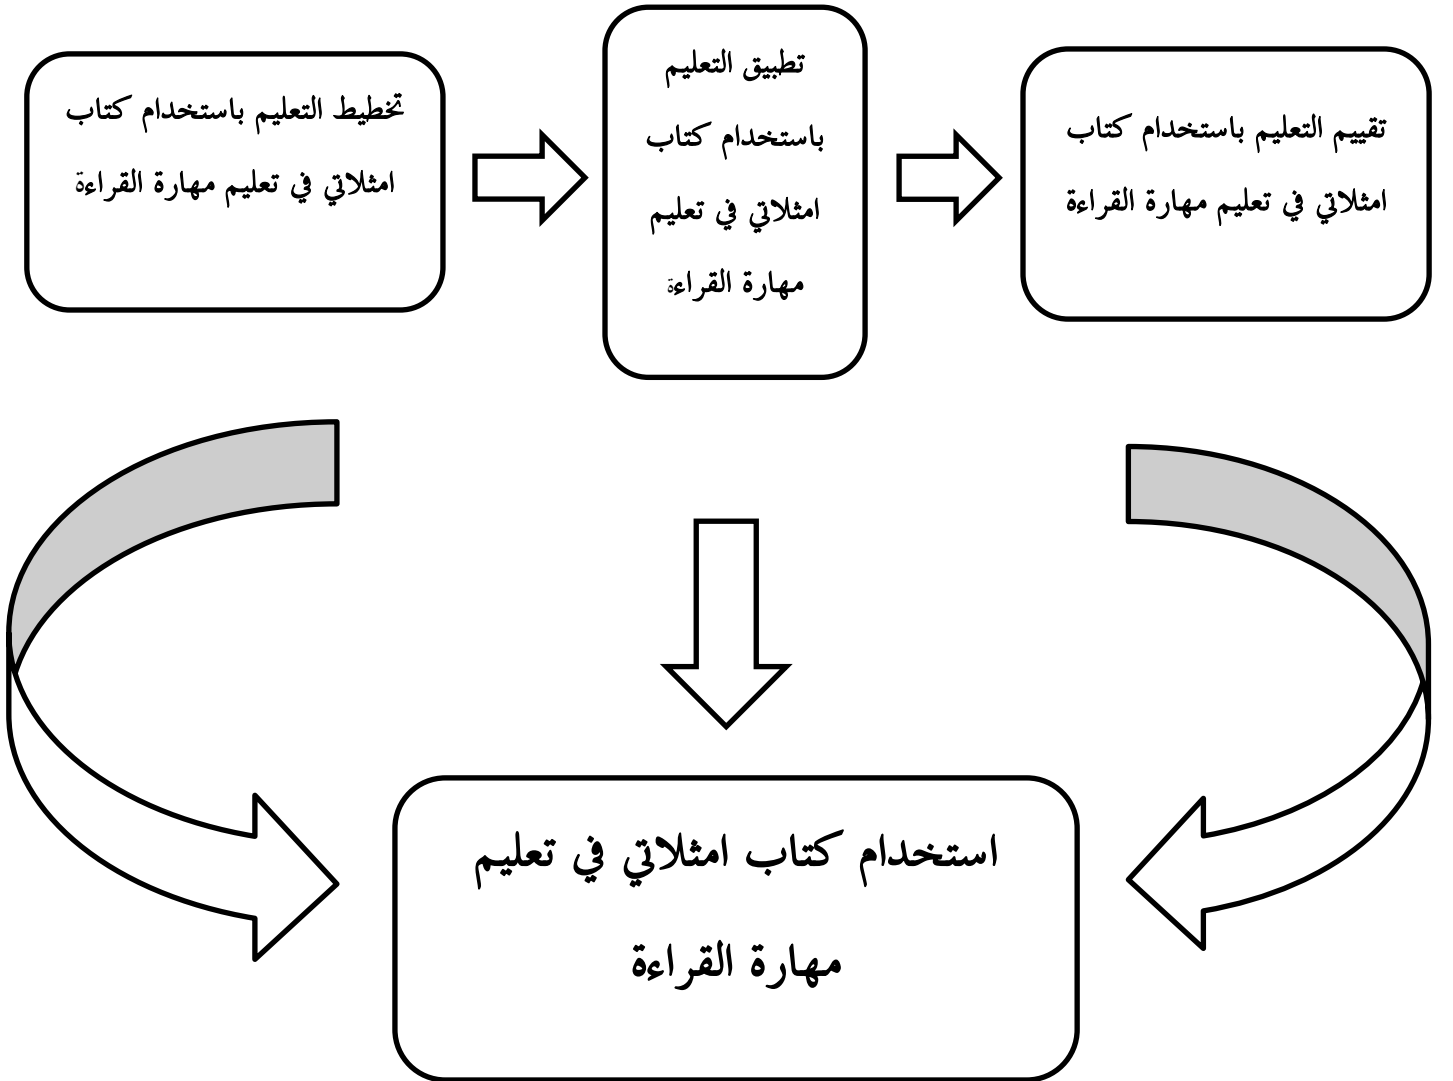 تخطيط التعليم باستخدام كتاب
امثلاتي في تعليم مهارة القراءة
تطبيق التعليم
باستخدام كتاب
امثلاتي في تعليم
مهارة القراءة
تقييم التعليم باستخدام كتاب
امثلاتي في تعليم مهارة القراءة
استخدام كتاب امثلاتي في تعليم
مهارة القراءة